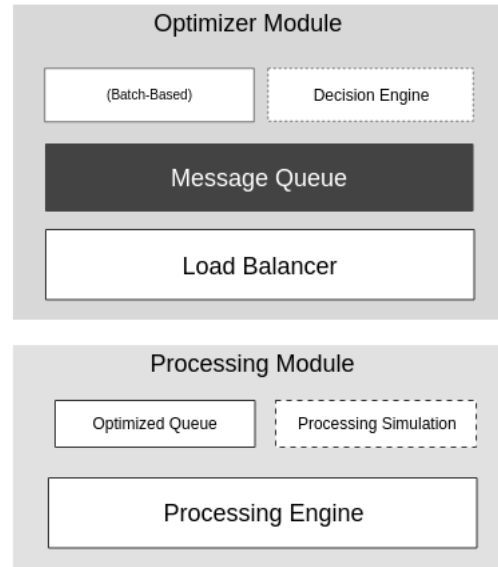 Optimizer Module
(Batch-Based)
Decision Engine
Message Queue
Load Balancer
Processing Module
Optimized Queue
Processing Simulation
Processing Engine